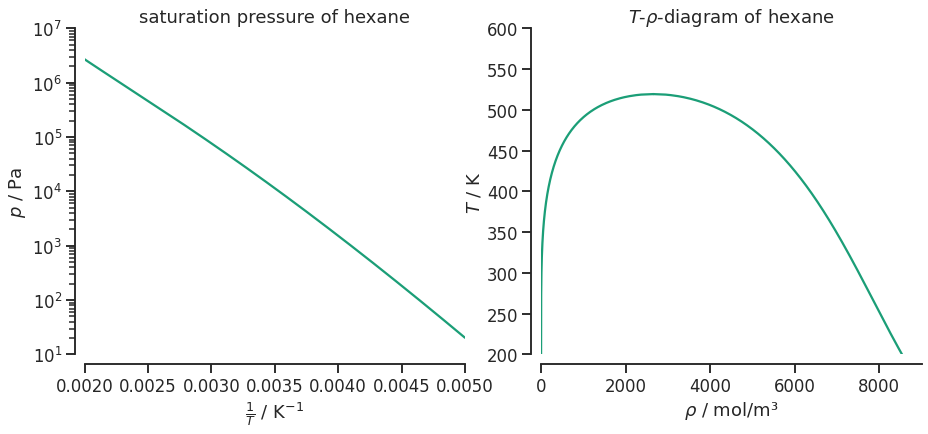 saturation pressure of hexane
10⁷
10⁶
10⁵
10⁴
10³
10²
10¹
p / Pa
0.0020 0.0025 0.0030 0.0035 0.0040 0.0045 0.0050
1/T / K⁻¹
T-ρ-diagram of hexane
600
550
500
450
400
350
300
250
200
T / K
0 2000 4000 6000 8000
ρ / mol/m³